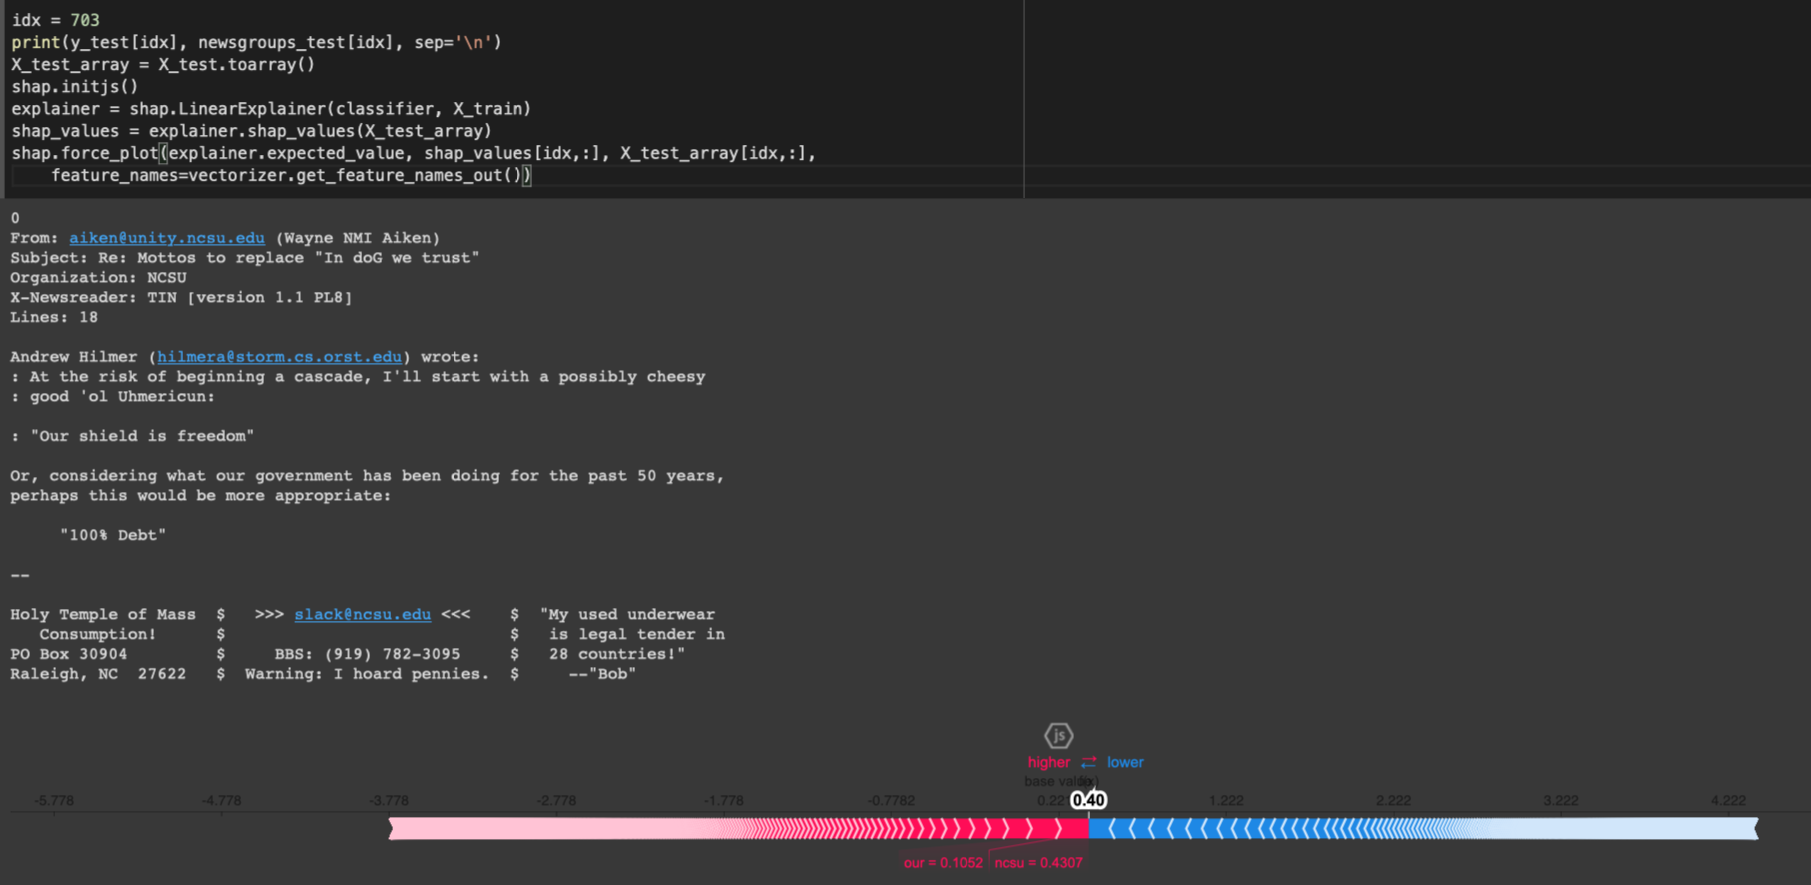 idx = 703
print(y_test[idx], newsgroups_test[idx], sep='\n')
X_test_array = X_test.toarray()
shap.initjs()
explainer = shap.LinearExplainer(classifier, X_train)
shap_values = explainer.shap_values(X_test_array)
shap.force_plot(explainer.expected_value, shap_values[idx,:], X_test_array[idx,:],
    feature_names=vectorizer.get_feature_names_out())
0
From: aiken@unity.ncsu.edu (Wayne NMI Aiken)
Subject: Re: Mottos to replace "In doG we trust"
Organization: NCSU
X-Newsreader: TIN [version 1.1 PL8]
Lines: 18
Andrew Hilmer (hilmera@storm.cs.orst.edu) wrote:
: At the risk of beginning a cascade, I'll start with a possibly cheesy
: good 'ol Uhmericun:
: "Our shield is freedom"
Or, considering what our government has been doing for the past 50 years,
perhaps this would be more appropriate:
"100% Debt"
--
Holy Temple of Mass $ >>> slack@ncsu.edu <<< $ "My used underwear
Consumption! $ $ is legal tender in
PO Box 30904 $ BBS: (919) 782-3095 $ 28 countries!"
Raleigh, NC 27622 $ Warning: I hoard pennies. $ --"Bob"
js
higher lower
base
-5.778 -4.778 -3.778 -2.778 -1.778 -0.7782 0.40 1.222 2.222 3.222 4.222
our = 0.1052 ncsu = 0.4307